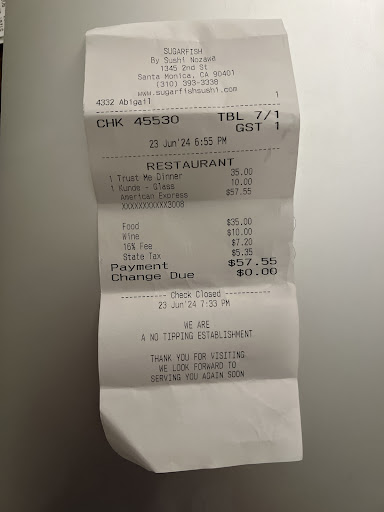 SUGARFISH
By Sushi Nozawa
1345 2nd St
Santa Monica, CA 90401
(310) 393-3338
www.sugarfishsushi.com
4332 Abigail 1
CHK 45530 TBL 7/1
GST 1
23 Jun'24 6:55 PM
RESTAURANT
1 Trust Me Dinner 35.00
1 Kunde - Glass 10.00
American Express $57.55
XXXXXXXXXXX3008
Food $35.00
Wine $10.00
16% Fee $7.20
State Tax $5.35
Payment $57.55
Change Due $0.00
---------- Check Closed ----------
23 Jun'24 7:33 PM
WE ARE
A NO TIPPING ESTABLISHMENT
THANK YOU FOR VISITING
WE LOOK FORWARD TO
SERVING YOU AGAIN SOON